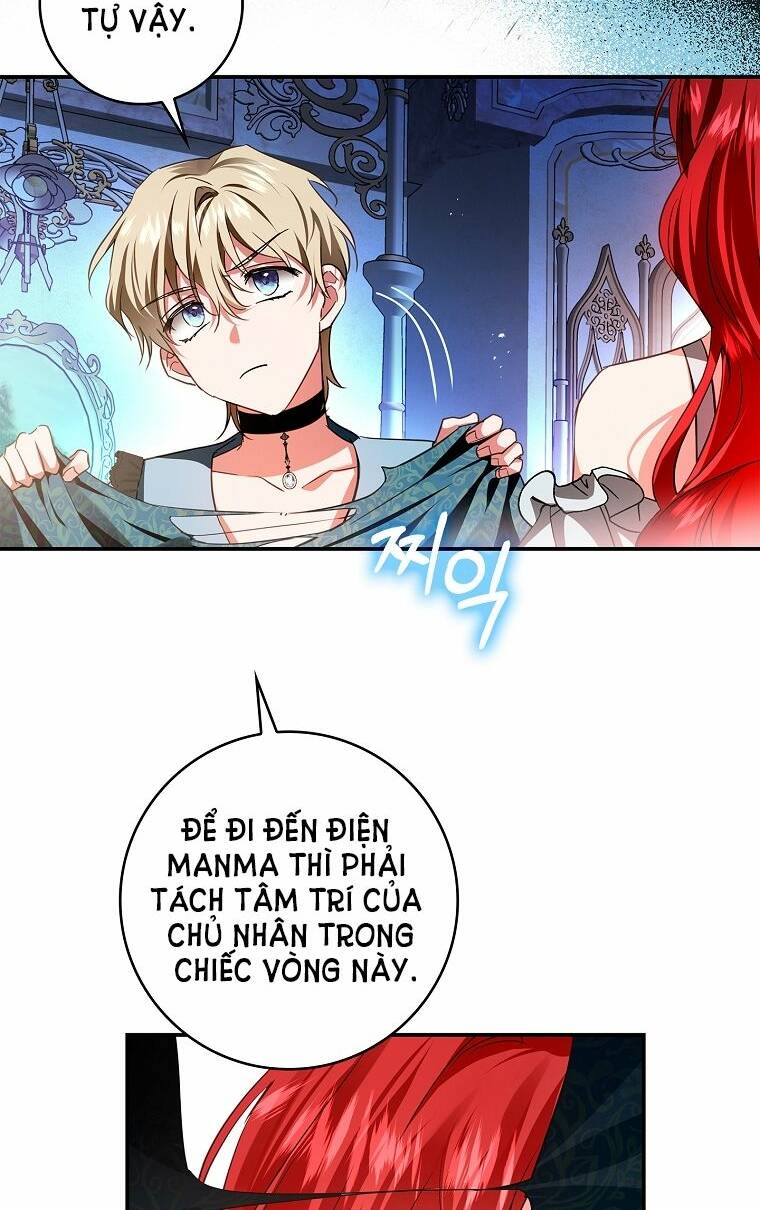 TỰ VẬY.
찌익
ĐỂ ĐI ĐẾN ĐIỆN
MANMA THÌ PHẢI
TÁCH TÂM TRÍ CỦA
CHỦ NHÂN TRONG
CHIẾC VÒNG NÀY.